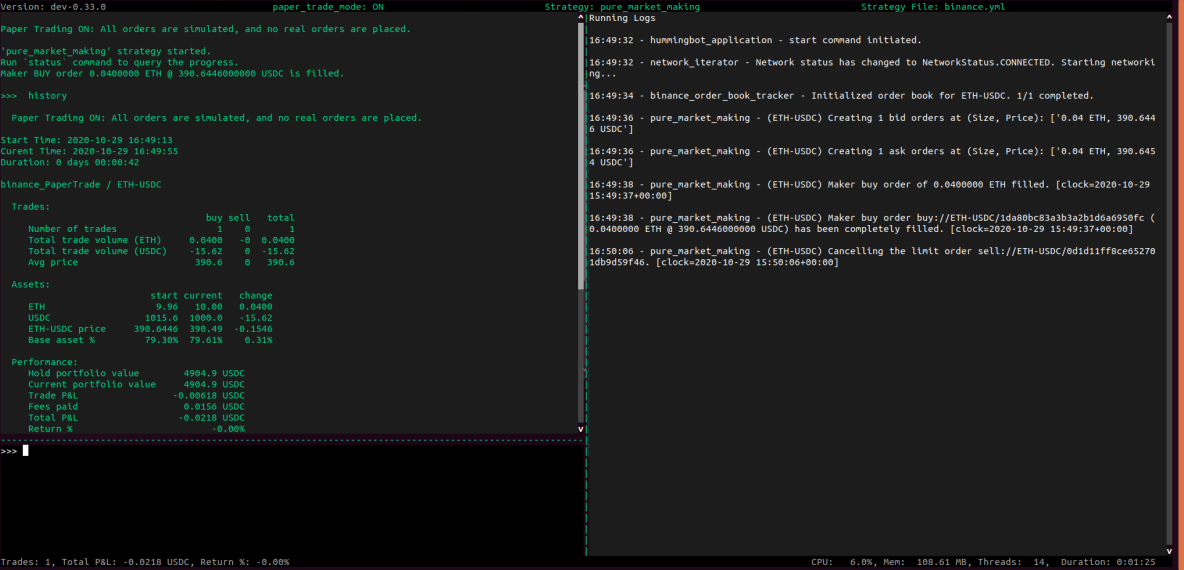 Version: dev-0.33.0 paper_trade_mode: ON Strategy: pure_market_making Strategy File: binance.yml
Paper Trading ON: All orders are simulated, and no real orders are placed.
'pure_market_making' strategy started.
Run `status` command to query the progress.
Maker BUY order 0.0400000 ETH @ 390.6446000000 USDC is filled.
>>> history
Paper Trading ON: All orders are simulated, and no real orders are placed.
Start Time: 2020-10-29 16:49:13
Curent Time: 2020-10-29 16:49:55
Duration: 0 days 00:00:42
binance_PaperTrade / ETH-USDC
Trades:
buy sell total
Number of trades 1 0 1
Total trade volume (ETH) 0.0400 -0 0.0400
Total trade volume (USDC) -15.62 0 -15.62
Avg price 390.6 0 390.6
Assets:
start current change
ETH 9.96 10.00 0.0400
USDC 1015.6 1000.0 -15.62
ETH-USDC price 390.6446 390.49 -0.1546
Base asset % 79.30% 79.61% 0.31%
Performance:
Hold portfolio value 4904.9 USDC
Current portfolio value 4904.9 USDC
Trade P&L -0.00618 USDC
Fees paid 0.0156 USDC
Total P&L -0.0218 USDC
Return % -0.00%
>>>
Running Logs
16:49:32 - hummingbot_application - start command initiated.
16:49:32 - network_iterator - Network status has changed to NetworkStatus.CONNECTED. Starting networki
ng...
16:49:34 - binance_order_book_tracker - Initialized order book for ETH-USDC. 1/1 completed.
16:49:36 - pure_market_making - (ETH-USDC) Creating 1 bid orders at (Size, Price): ['0.04 ETH, 390.644
6 USDC']
16:49:36 - pure_market_making - (ETH-USDC) Creating 1 ask orders at (Size, Price): ['0.04 ETH, 390.645
4 USDC']
16:49:38 - pure_market_making - (ETH-USDC) Maker buy order of 0.0400000 ETH filled. [clock=2020-10-29
15:49:37+00:00]
16:49:38 - pure_market_making - (ETH-USDC) Maker buy order buy://ETH-USDC/1da80bc83a3b3a2b1d6a6950fc (
0.0400000 ETH @ 390.6446000000 USDC) has been completely filled. [clock=2020-10-29 15:49:37+00:00]
16:50:06 - pure_market_making - (ETH-USDC) Cancelling the limit order sell://ETH-USDC/0d1d11ff8ce65270
1db9d59f46. [clock=2020-10-29 15:50:06+00:00]
Trades: 1, Total P&L: -0.0218 USDC, Return %: -0.00% CPU: 6.0%, Mem: 108.61 MB, Threads: 14, Duration: 0:01:25